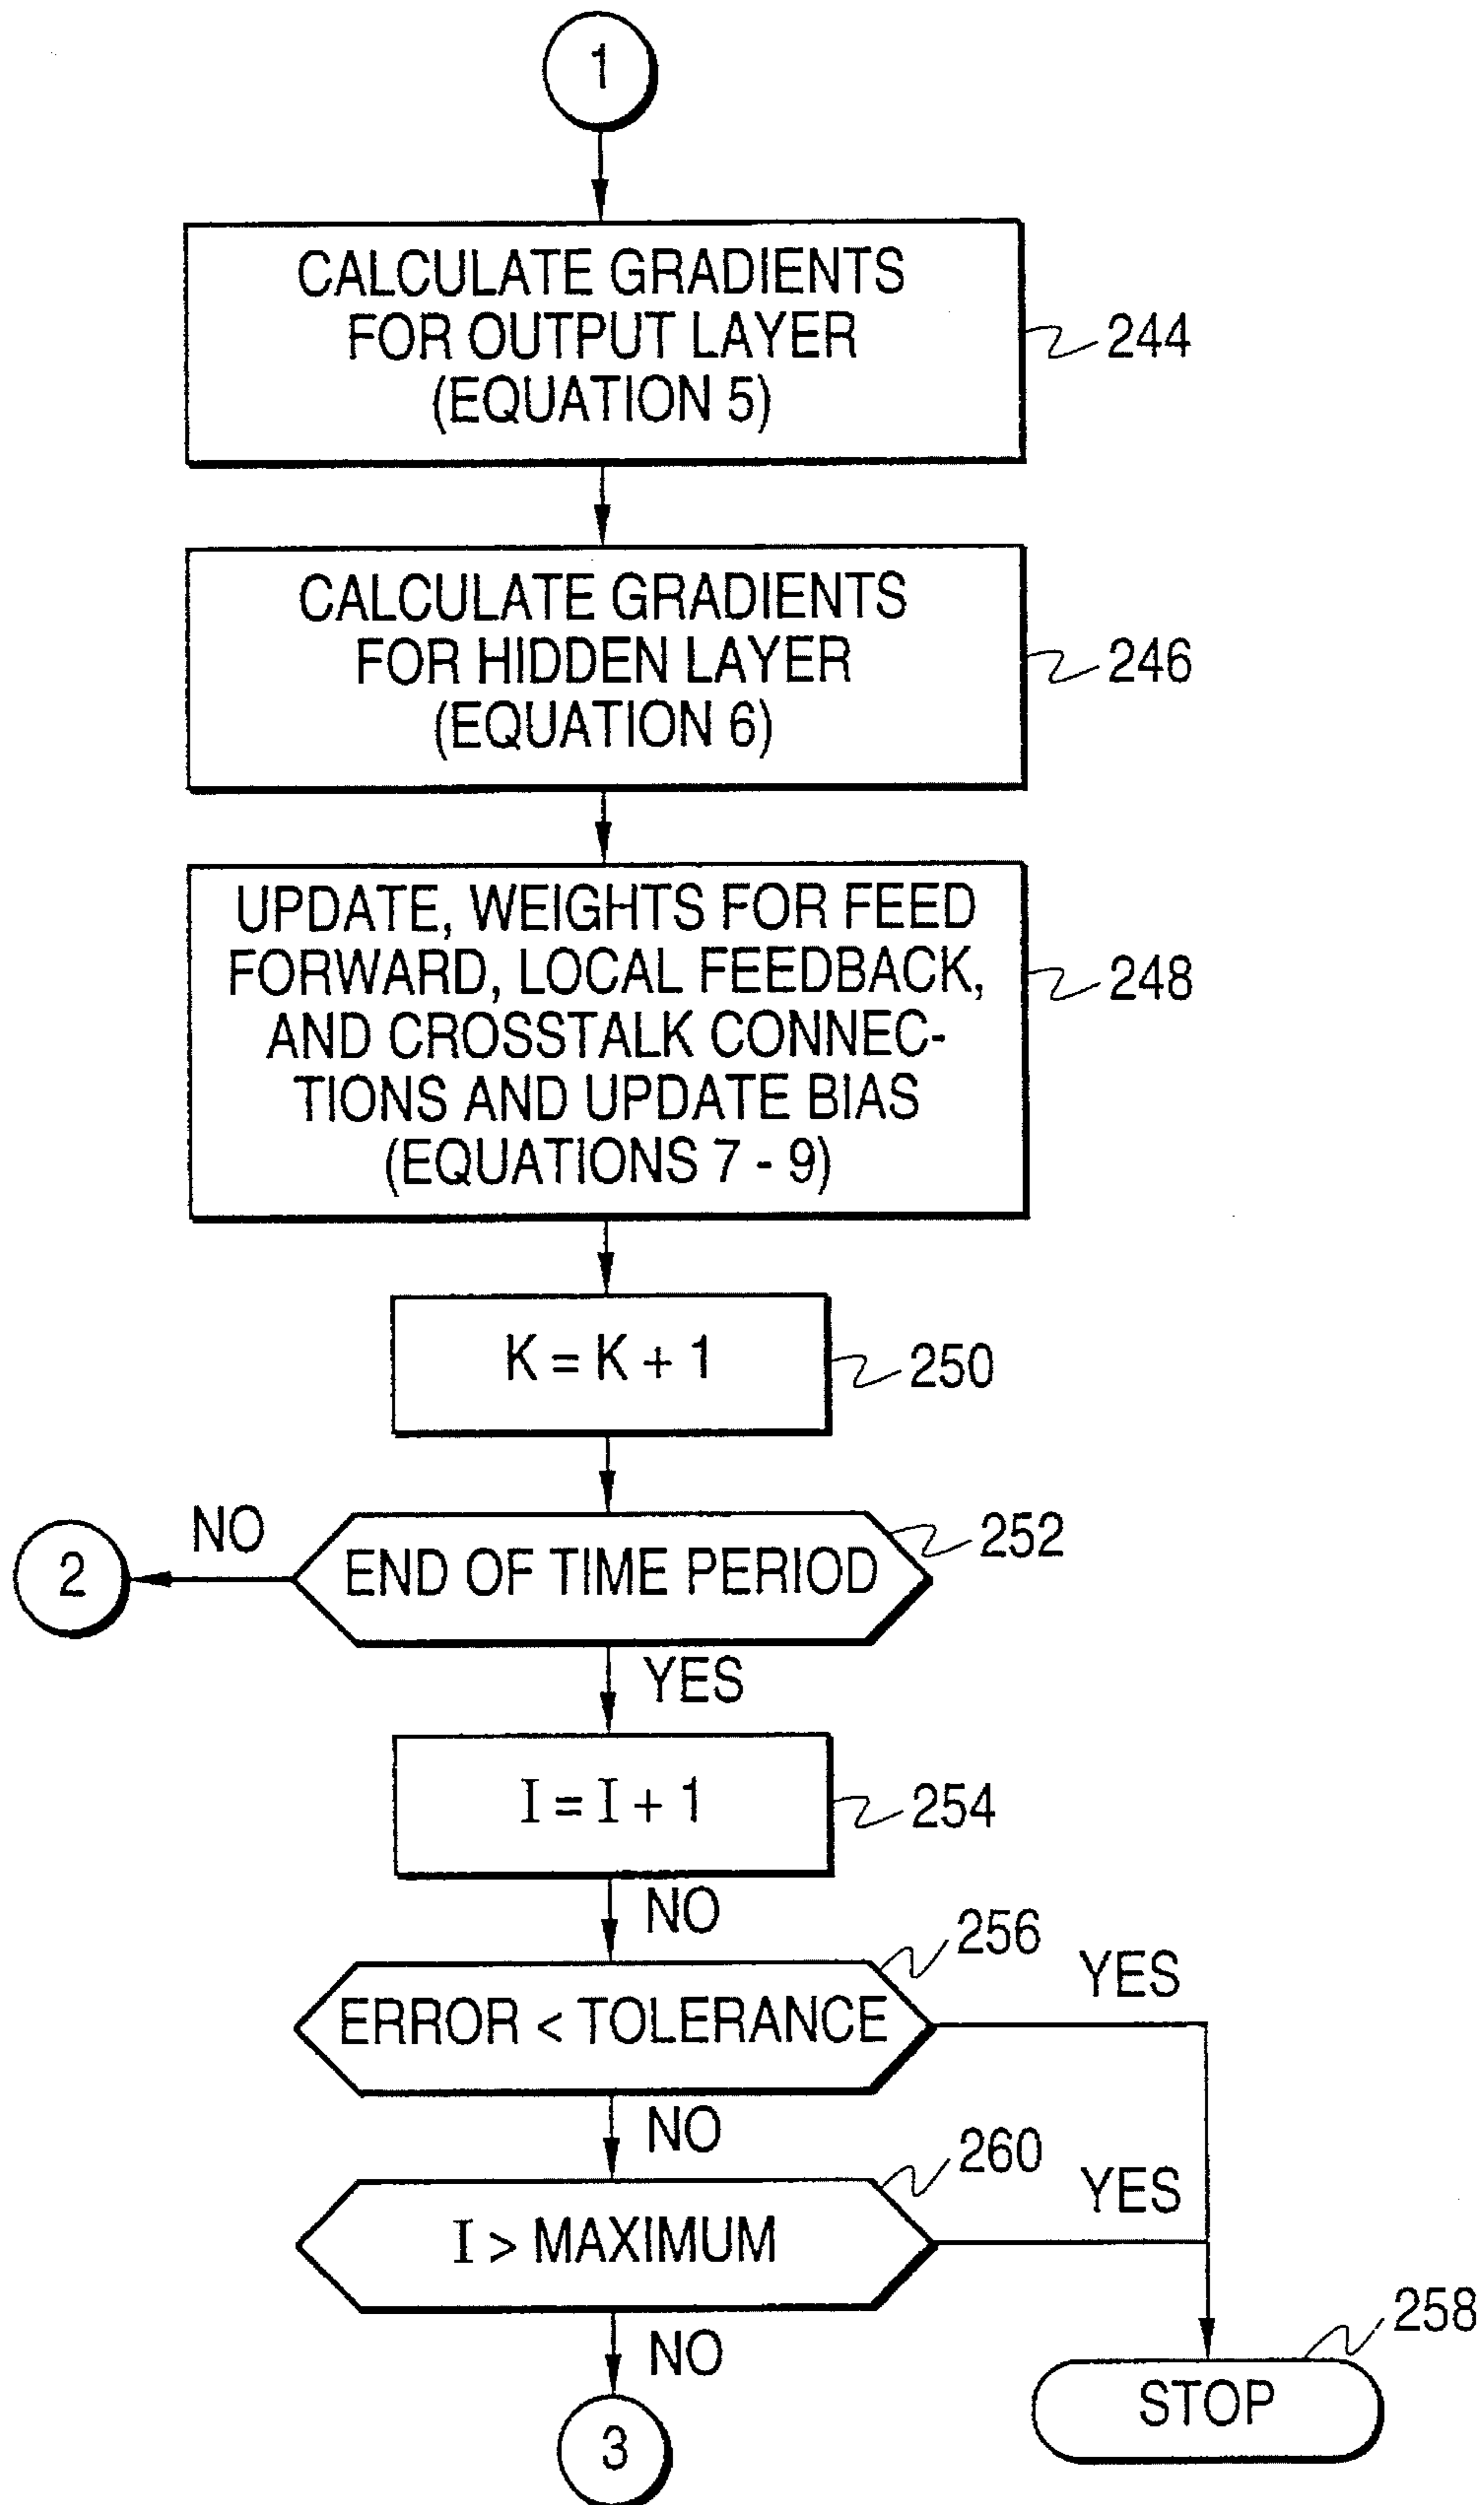 1
CALCULATE GRADIENTS
FOR OUTPUT LAYER
(EQUATION 5)
244
CALCULATE GRADIENTS
FOR HIDDEN LAYER
(EQUATION 6)
246
UPDATE, WEIGHTS FOR FEED
FORWARD, LOCAL FEEDBACK,
AND CROSSTALK CONNEC-
TIONS AND UPDATE BIAS
(EQUATIONS 7 - 9)
248
K = K + 1
250
NO
2
END OF TIME PERIOD
252
YES
I = I + 1
254
NO
256
YES
ERROR < TOLERANCE
NO
260
YES
I > MAXIMUM
258
NO
STOP
3